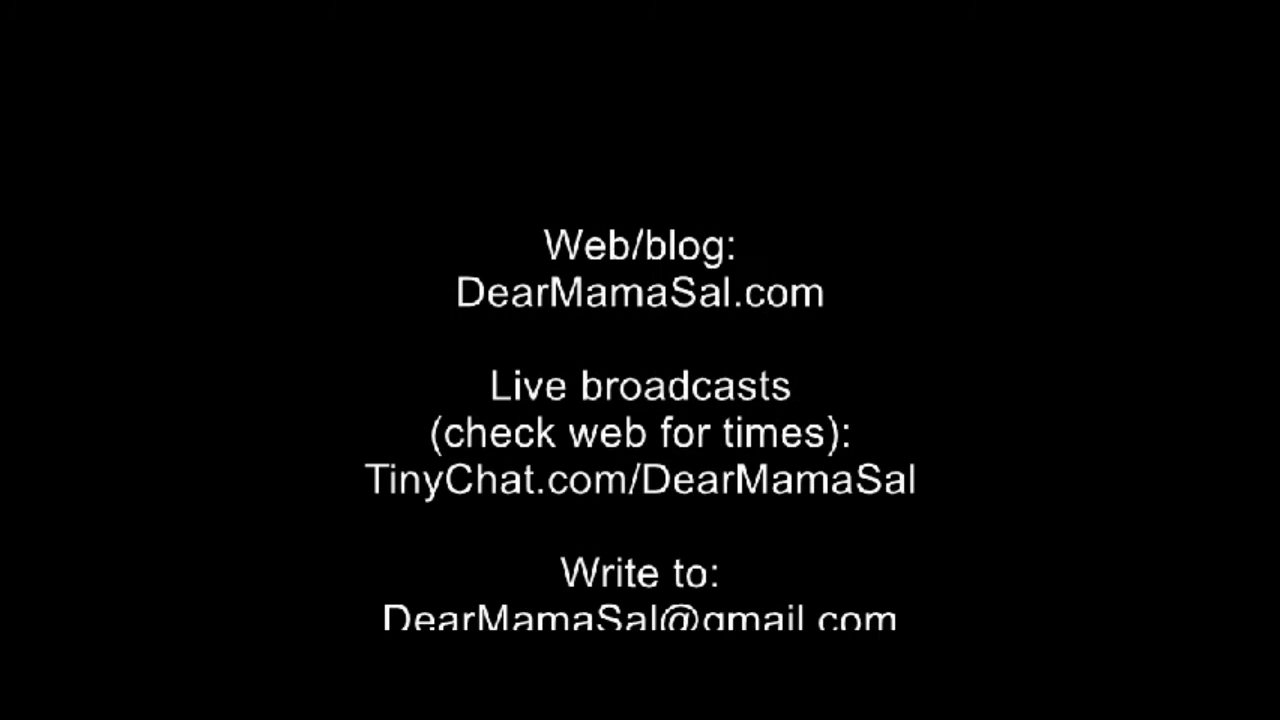 Web/blog:
DearMamaSal.com
Live broadcasts
(check web for times):
TinyChat.com/DearMamaSal
Write to:
DearMamaSal@gmail.com